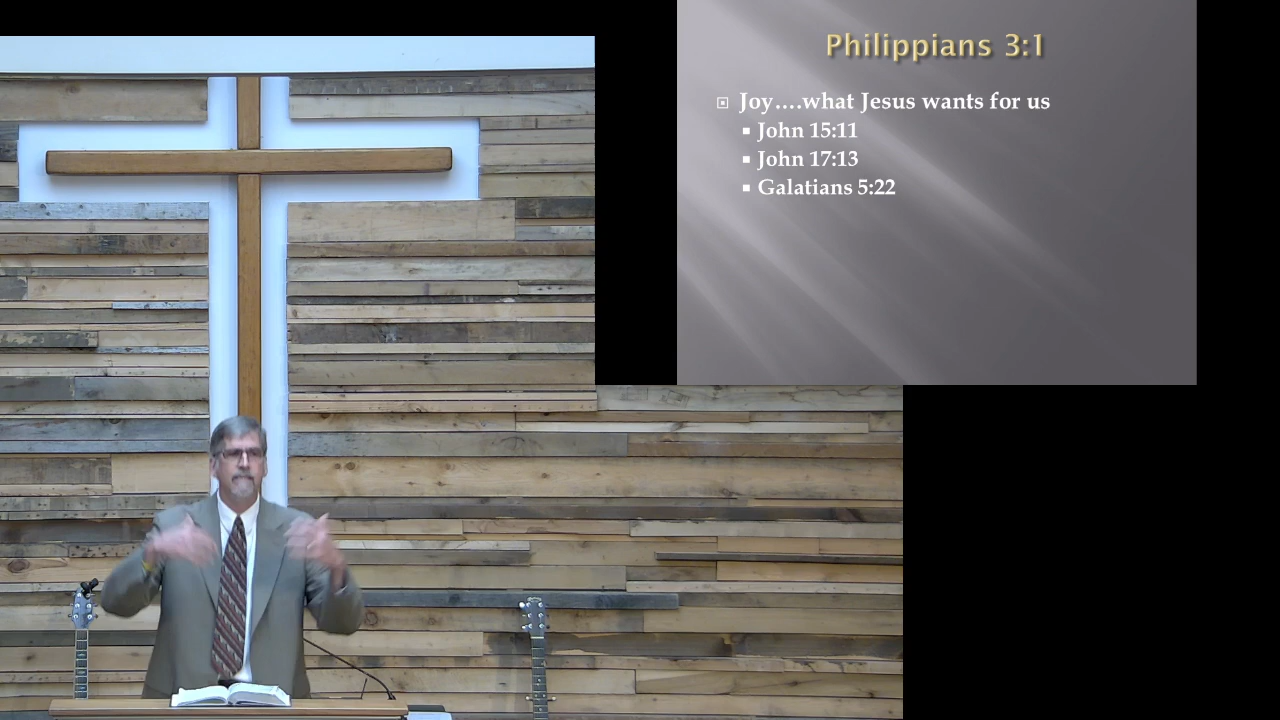 Philippians 3:1
Joy....what Jesus wants for us
John 15:11
John 17:13
Galatians 5:22